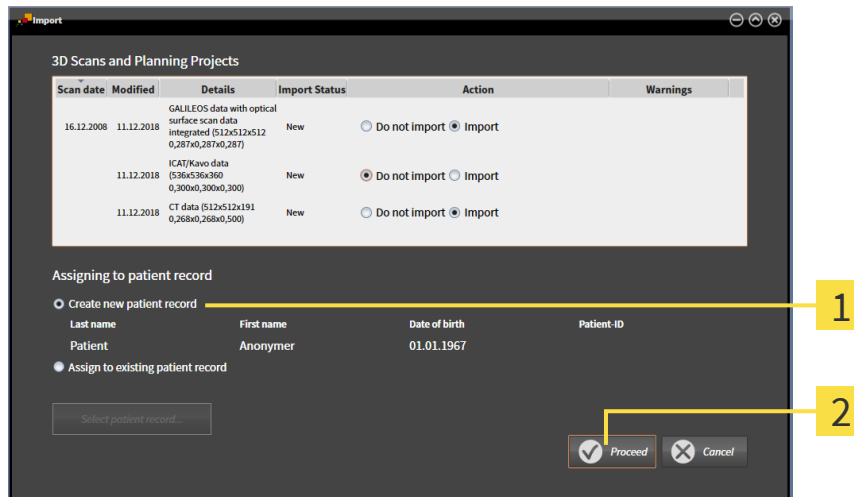 Import
3D Scans and Planning Projects
Scan date Modified Details Import Status Action Warnings
GALILEOS data with optical
surface scan data
16.12.2008 11.12.2018 integrated (512x512x512 New Do not import Import
0,287x0,287x0,287)
ICAT/Kavo data
11.12.2018 (536x536x360 New Do not import Import
0,300x0,300x0,300)
11.12.2018 CT data (512x512x191 New Do not import Import
0,268x0,268x0,500)
Assigning to patient record
Create new patient record
1
Last name First name Date of birth Patient-ID
Patient Anonymer 01.01.1967
Assign to existing patient record
Select patient record...
2
Proceed Cancel